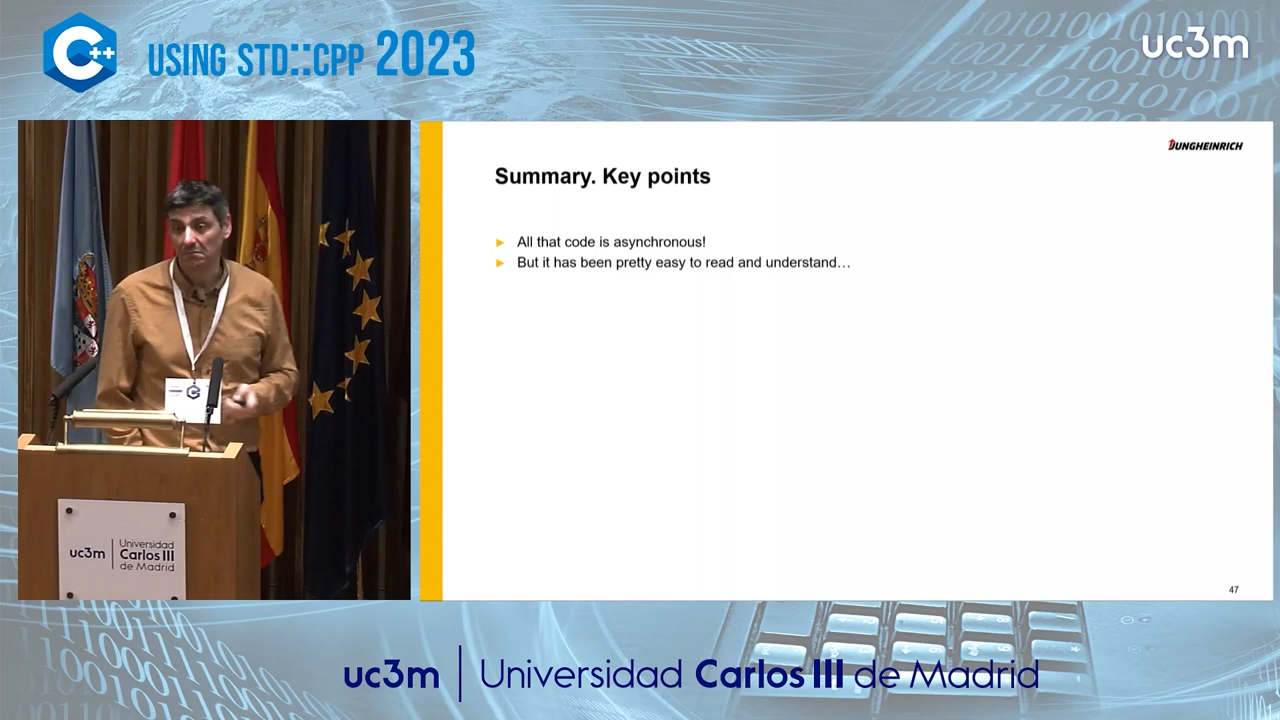 C++
USING STD::CPP 2023
uc3m
JUNGHEINRICH
Summary. Key points
► All that code is asynchronous!
► But it has been pretty easy to read and understand…
47
uc3m | Universidad
Carlos III
de Madrid
uc3m | Universidad Carlos III de Madrid